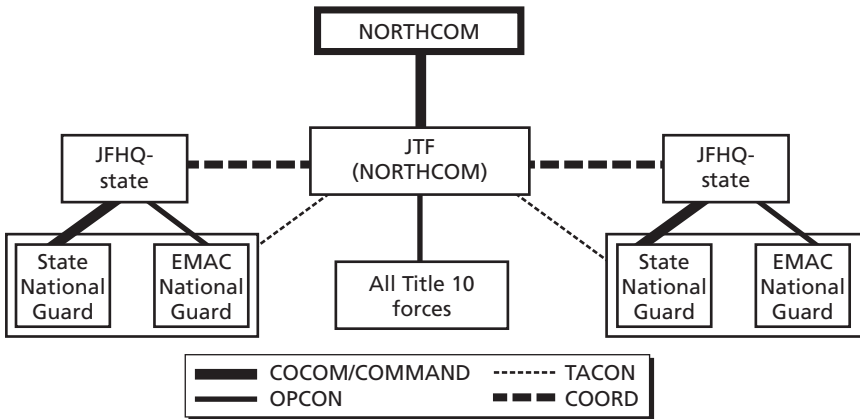 NORTHCOM
JFHQ-
state
JTF
(NORTHCOM)
JFHQ-
state
State
National
Guard
EMAC
National
Guard
All Title 10
forces
State
National
Guard
EMAC
National
Guard
COCOM/COMMAND
TACON
OPCON
COORD